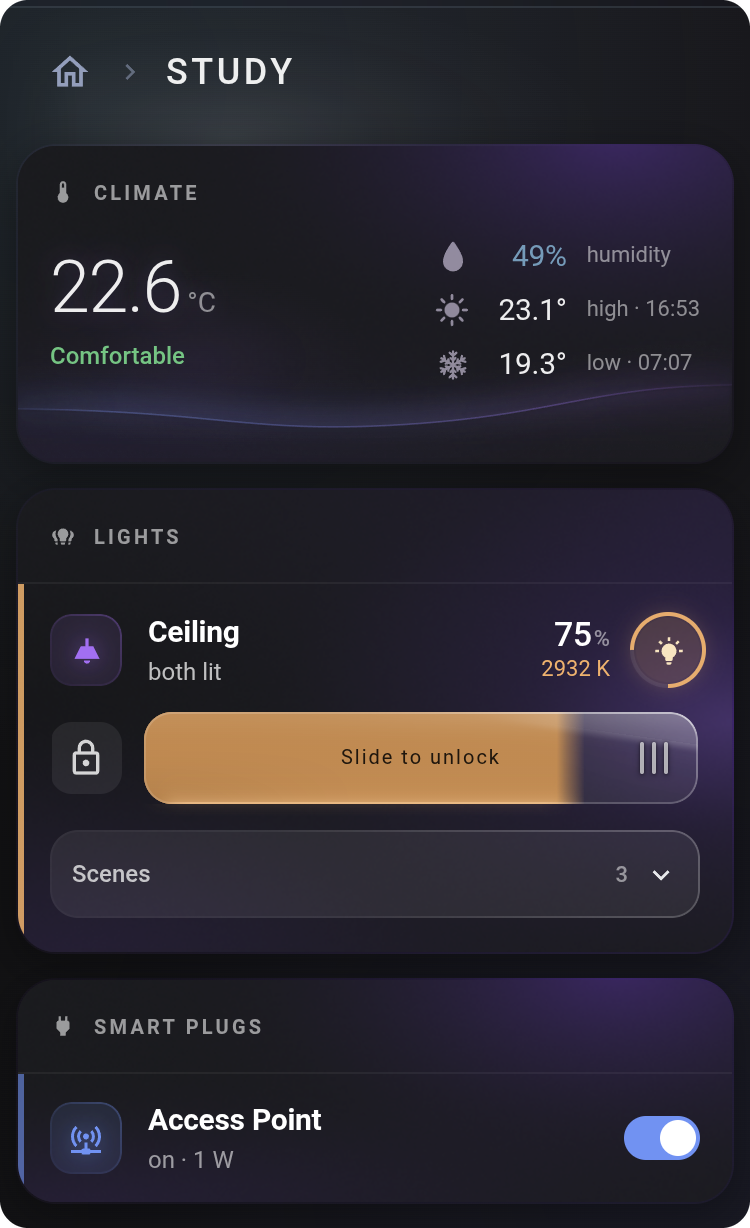 STUDY
CLIMATE
22.6 °C
Comfortable
49% humidity
23.1° high · 16:53
19.3° low · 07:07
LIGHTS
Ceiling
both lit
75%
2932 K
Slide to unlock
Scenes 3
SMART PLUGS
Access Point
on · 1 W